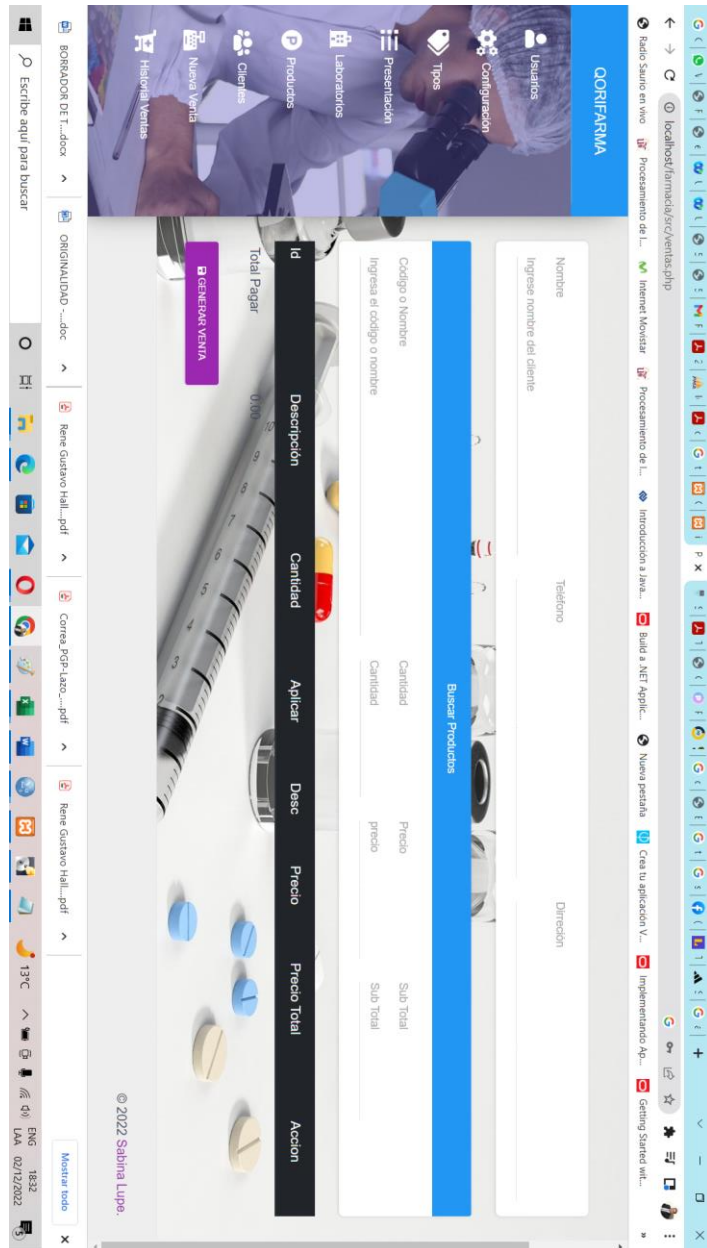 localhost/farmacia/src/ventas.php
Radio Saurio en vivo Procesamiento de l... Internet Movistar Procesamiento de l... Introducción a Java... Build a .NET Applic... Nueva pestaña Crea tu aplicación V... Implementando Ap... Getting Started wit... »
QORIFARMA
Usuarios
Configuración
Tipos
Presentación
Laboratorios
Productos
Clientes
Nueva Venta
Historial Ventas
Nombre Teléfono Dirreción
Ingrese nombre del cliente
Buscar Productos
Código o Nombre Cantidad Precio Sub Total
Ingresa el código o nombre Cantidad precio Sub Total
Id Descripción Cantidad Aplicar Desc Precio Precio Total Accion
Total Pagar 0.00
GENERAR VENTA
© 2022 Sabina Lupe.
BORRADOR DE T....docx ORIGINALIDAD -....doc Rene Gustavo Hall....pdf Correa_PGP-Lazo_....pdf Rene Gustavo Hall....pdf Mostrar todo
Escribe aquí para buscar 13°C ENG 18:32
LAA 02/12/2022 5